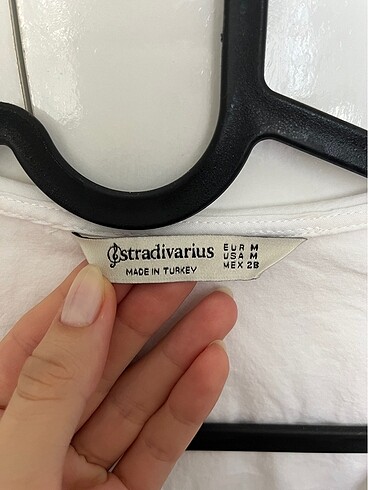 stradivarius
MADE IN TURKEY
EUR M
USA M
MEX 28